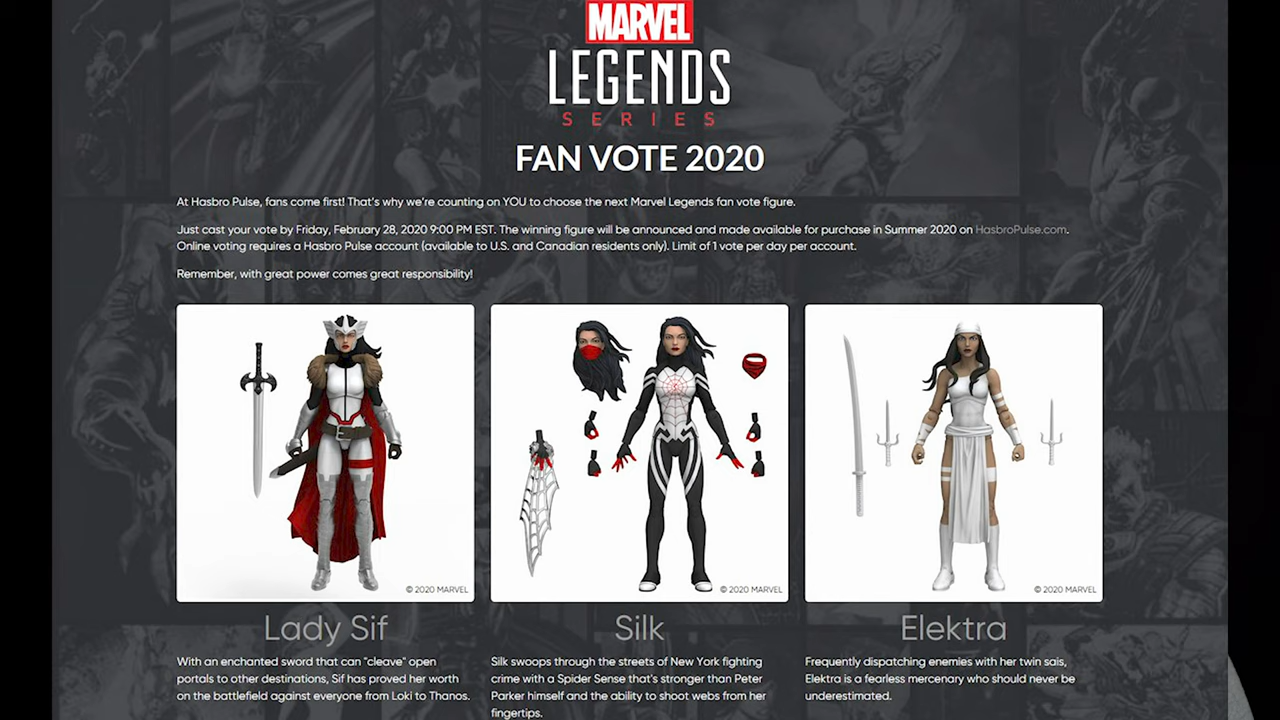 MARVEL
LEGENDS
SERIES
FAN VOTE 2020
At Hasbro Pulse, fans come first! That's why we're counting on YOU to choose the next Marvel Legends fan vote figure.
Just cast your vote by Friday, February 28, 2020 9:00 PM EST. The winning figure will be announced and made available for purchase in Summer 2020 on HasbroPulse.com.
Online voting requires a Hasbro Pulse account (available to U.S. and Canadian residents only). Limit of 1 vote per day per account.
Remember, with great power comes great responsibility!
© 2020 MARVEL
© 2020 MARVEL
© 2020 MARVEL
Lady Sif
With an enchanted sword that can "cleave" open
portals to other destinations, Sif has proved her worth
on the battlefield against everyone from Loki to Thanos.
Silk
Silk swoops through the streets of New York fighting
crime with a Spider Sense that's stronger than Peter
Parker himself and the ability to shoot webs from her
fingertips.
Elektra
Frequently dispatching enemies with her twin sais,
Elektra is a fearless mercenary who should never be
underestimated.